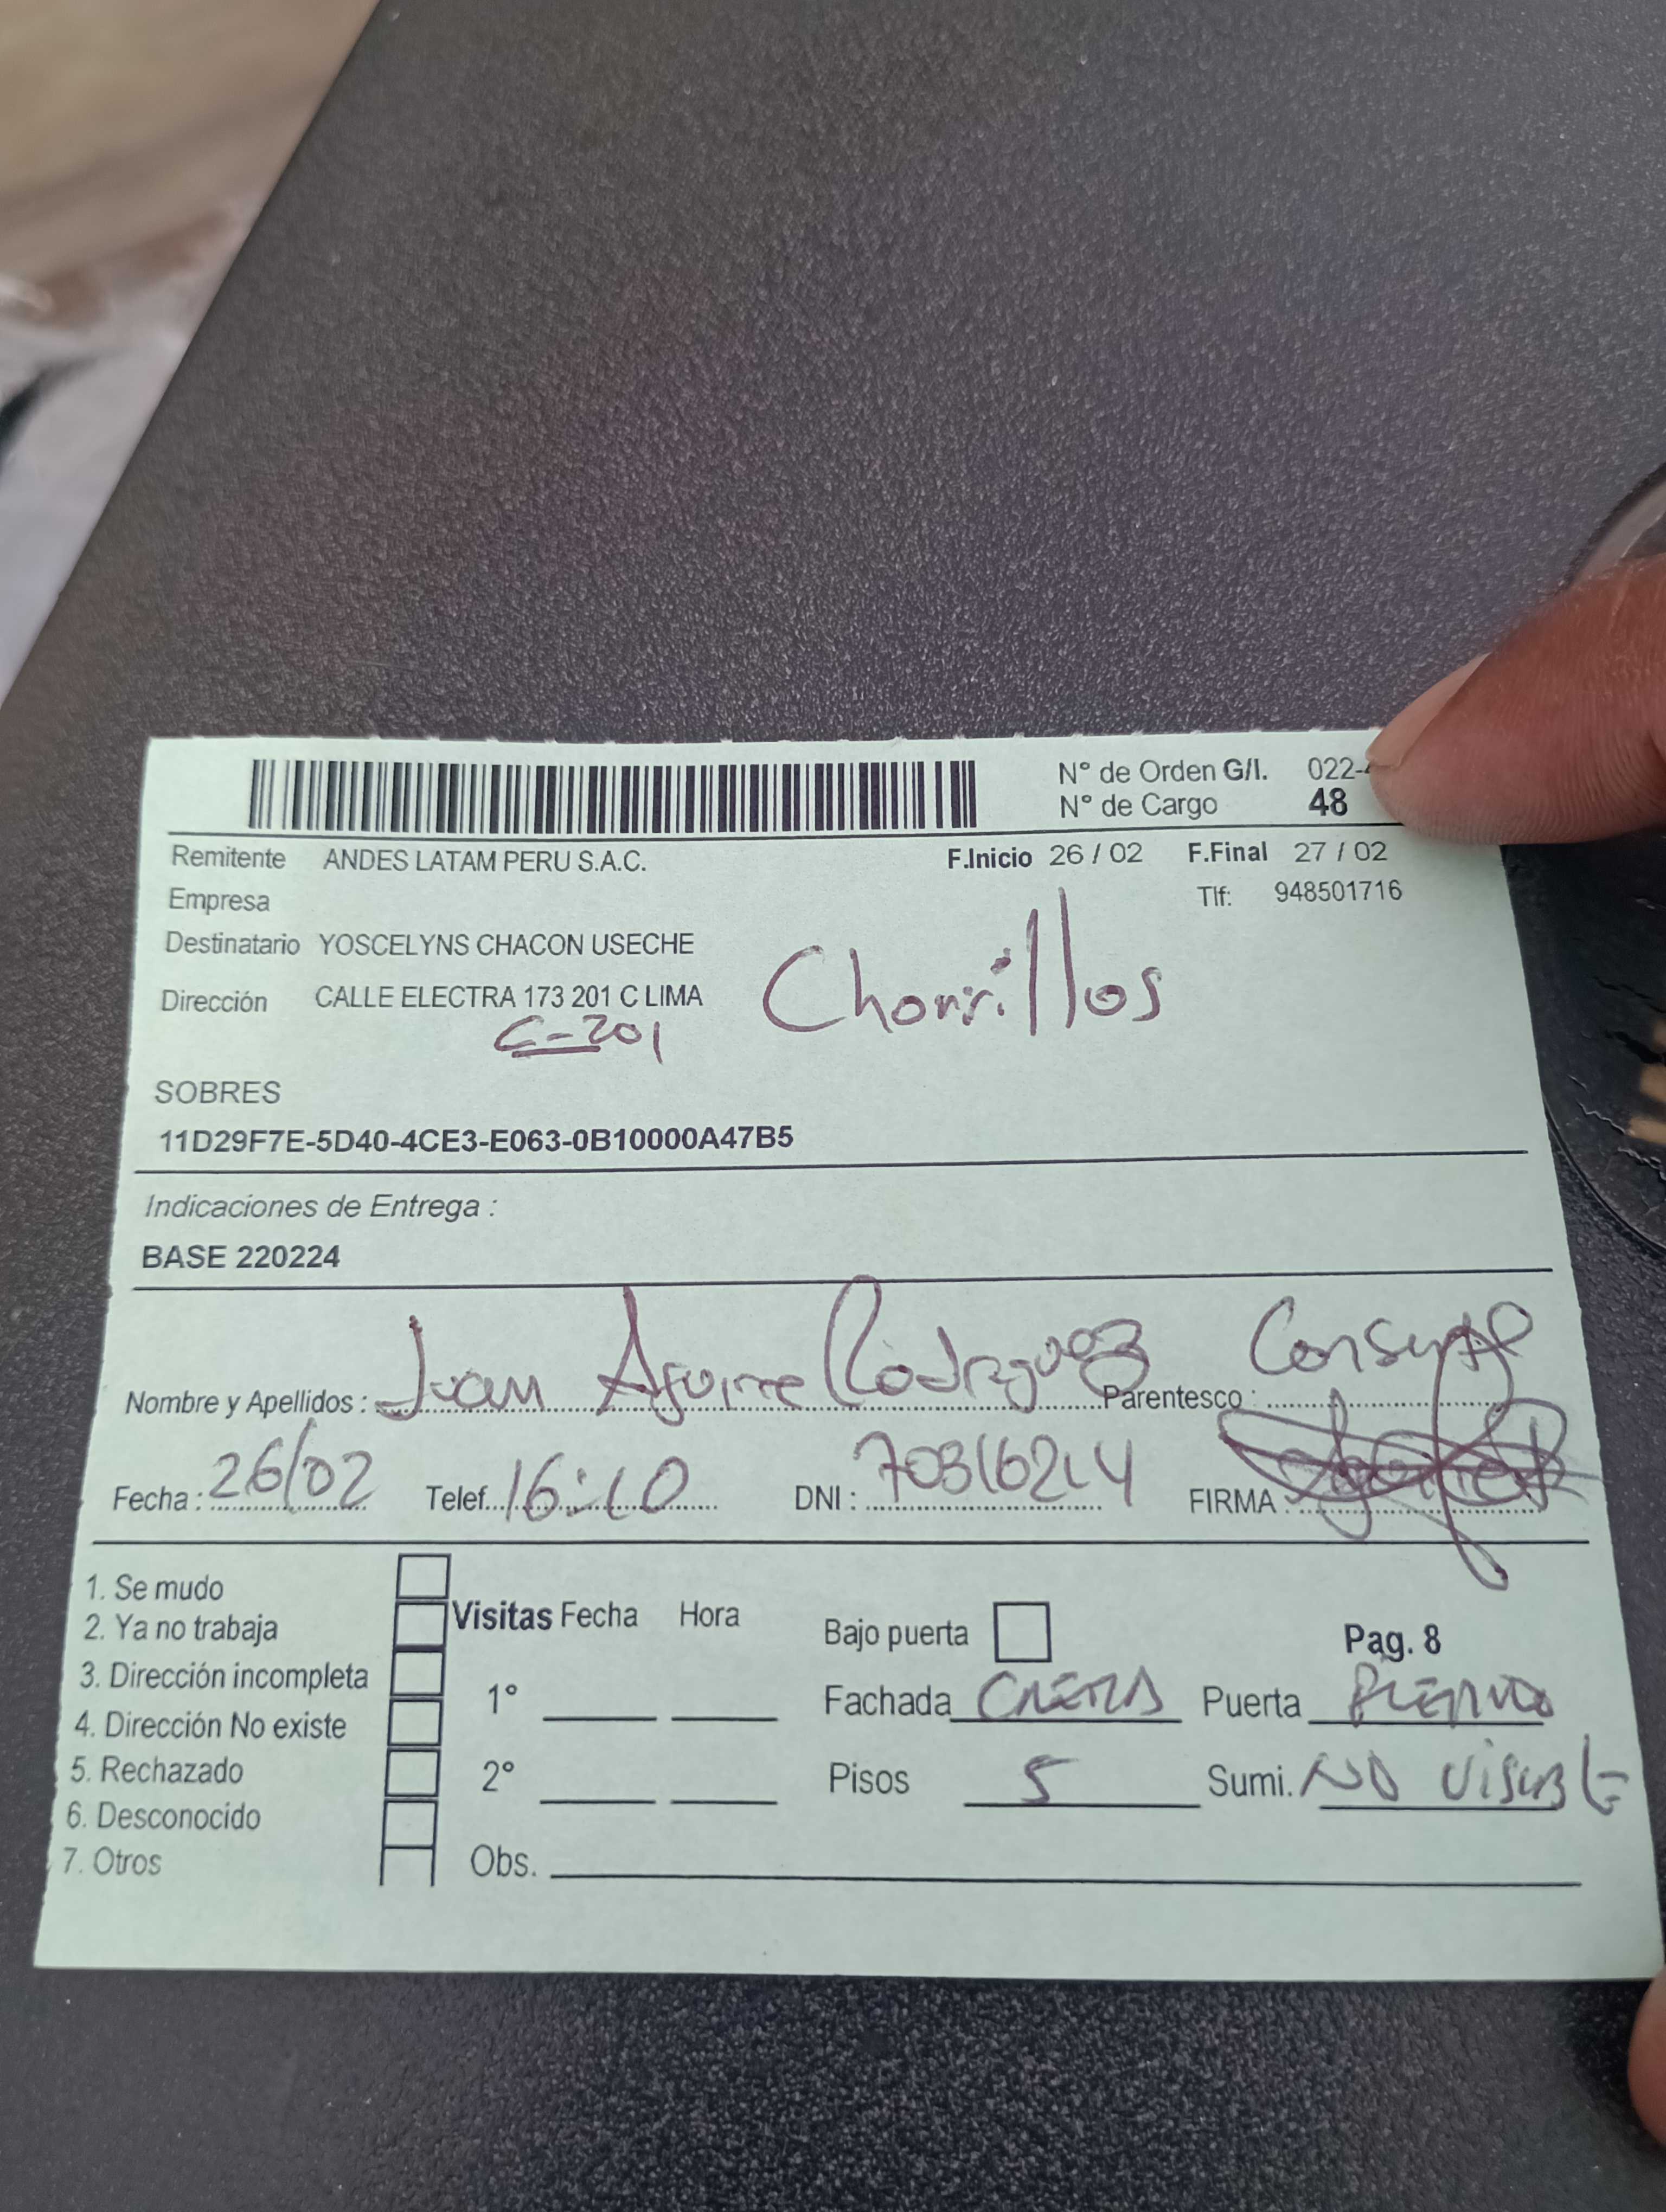 N° de Orden G/I. 022-
N° de Cargo 48
Remitente ANDES LATAM PERU S.A.C. F.Inicio 26 / 02 F.Final 27 / 02
Empresa Tlf: 948501716
Destinatario YOSCELYNS CHACON USECHE
Dirección CALLE ELECTRA 173 201 C LIMA Chorrillos
C-201
SOBRES
11D29F7E-5D40-4CE3-E063-0B10000A47B5
Indicaciones de Entrega :
BASE 220224
Nombre y Apellidos : Juan Aguirre Rodriguez Parentesco :
Fecha : 26/02 Telef. 16:10 DNI : 70316214 FIRMA :
1. Se mudo
2. Ya no trabaja
3. Dirección incompleta
4. Dirección No existe
5. Rechazado
6. Desconocido
7. Otros
Visitas Fecha Hora
1°
2°
Obs.
Bajo puerta Pag. 8
Fachada CREMA Puerta
Pisos 5 Sumi. NO VISIBLE